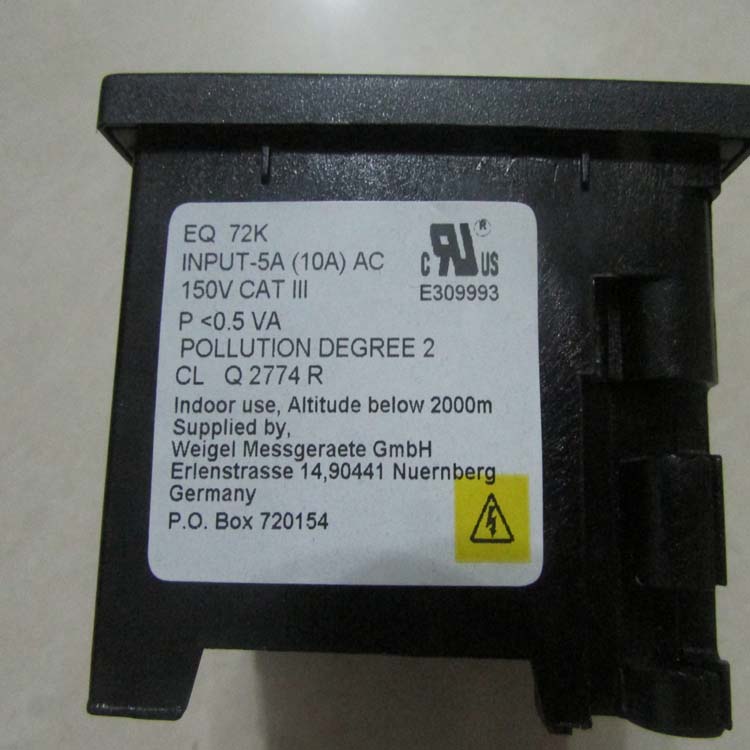 EQ 72K
INPUT-5A (10A) AC
150V CAT III
P <0.5 VA
POLLUTION DEGREE 2
CL Q 2774 R
Indoor use, Altitude below 2000m
Supplied by,
Weigel Messgeraete GmbH
Erlenstrasse 14,90441 Nuernberg
Germany
P.O. Box 720154
C RU US ®
E309993